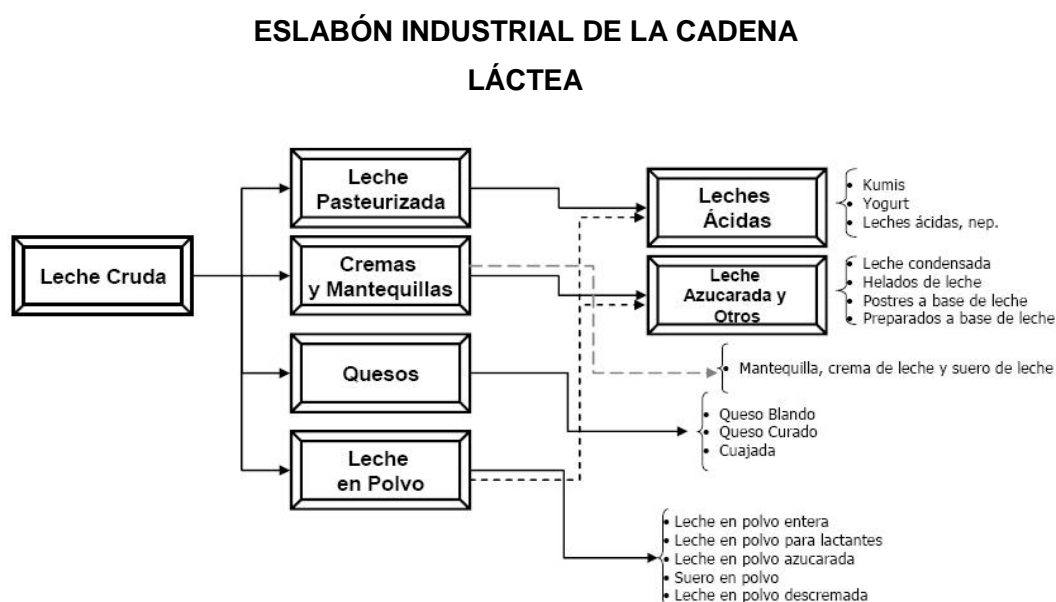 ESLABÓN INDUSTRIAL DE LA CADENA
LÁCTEA
Leche Cruda
Leche
Pasteurizada
Cremas
y Mantequillas
Quesos
Leche
en Polvo
Leches
Ácidas
• Kumis
• Yogurt
• Leches ácidas, nep.
Leche
Azucarada y
Otros
• Leche condensada
• Helados de leche
• Postres a base de leche
• Preparados a base de leche
• Mantequilla, crema de leche y suero de leche
• Queso Blando
• Queso Curado
• Cuajada
• Leche en polvo entera
• Leche en polvo para lactantes
• Leche en polvo azucarada
• Suero en polvo
• Leche en polvo descremada